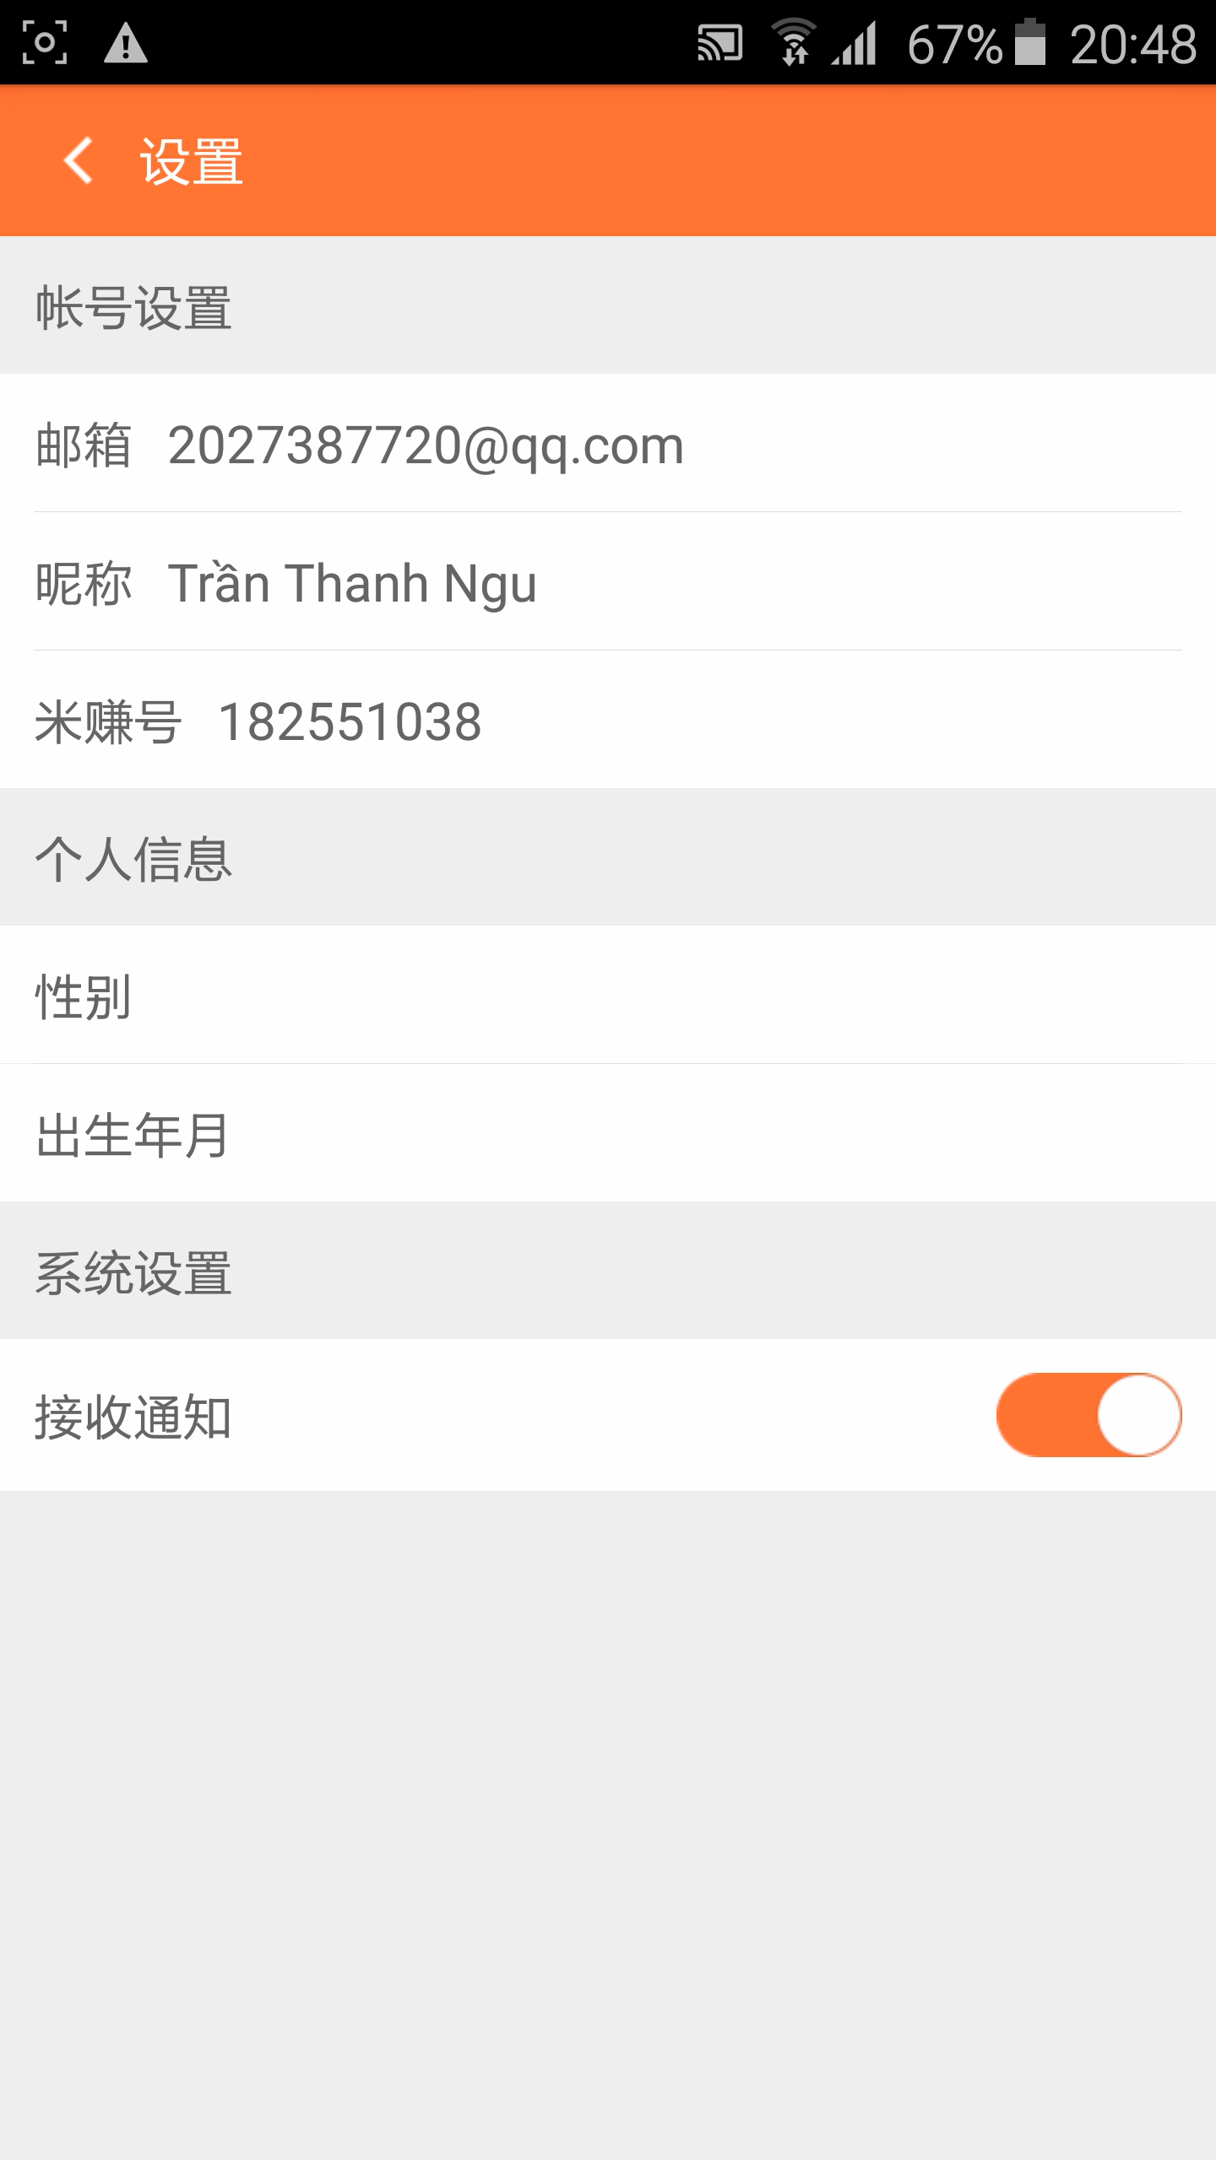 67% 20:48
设置
帐号设置
邮箱 2027387720@qq.com
昵称 Trần Thanh Ngu
米赚号 182551038
个人信息
性别
出生年月
系统设置
接收通知